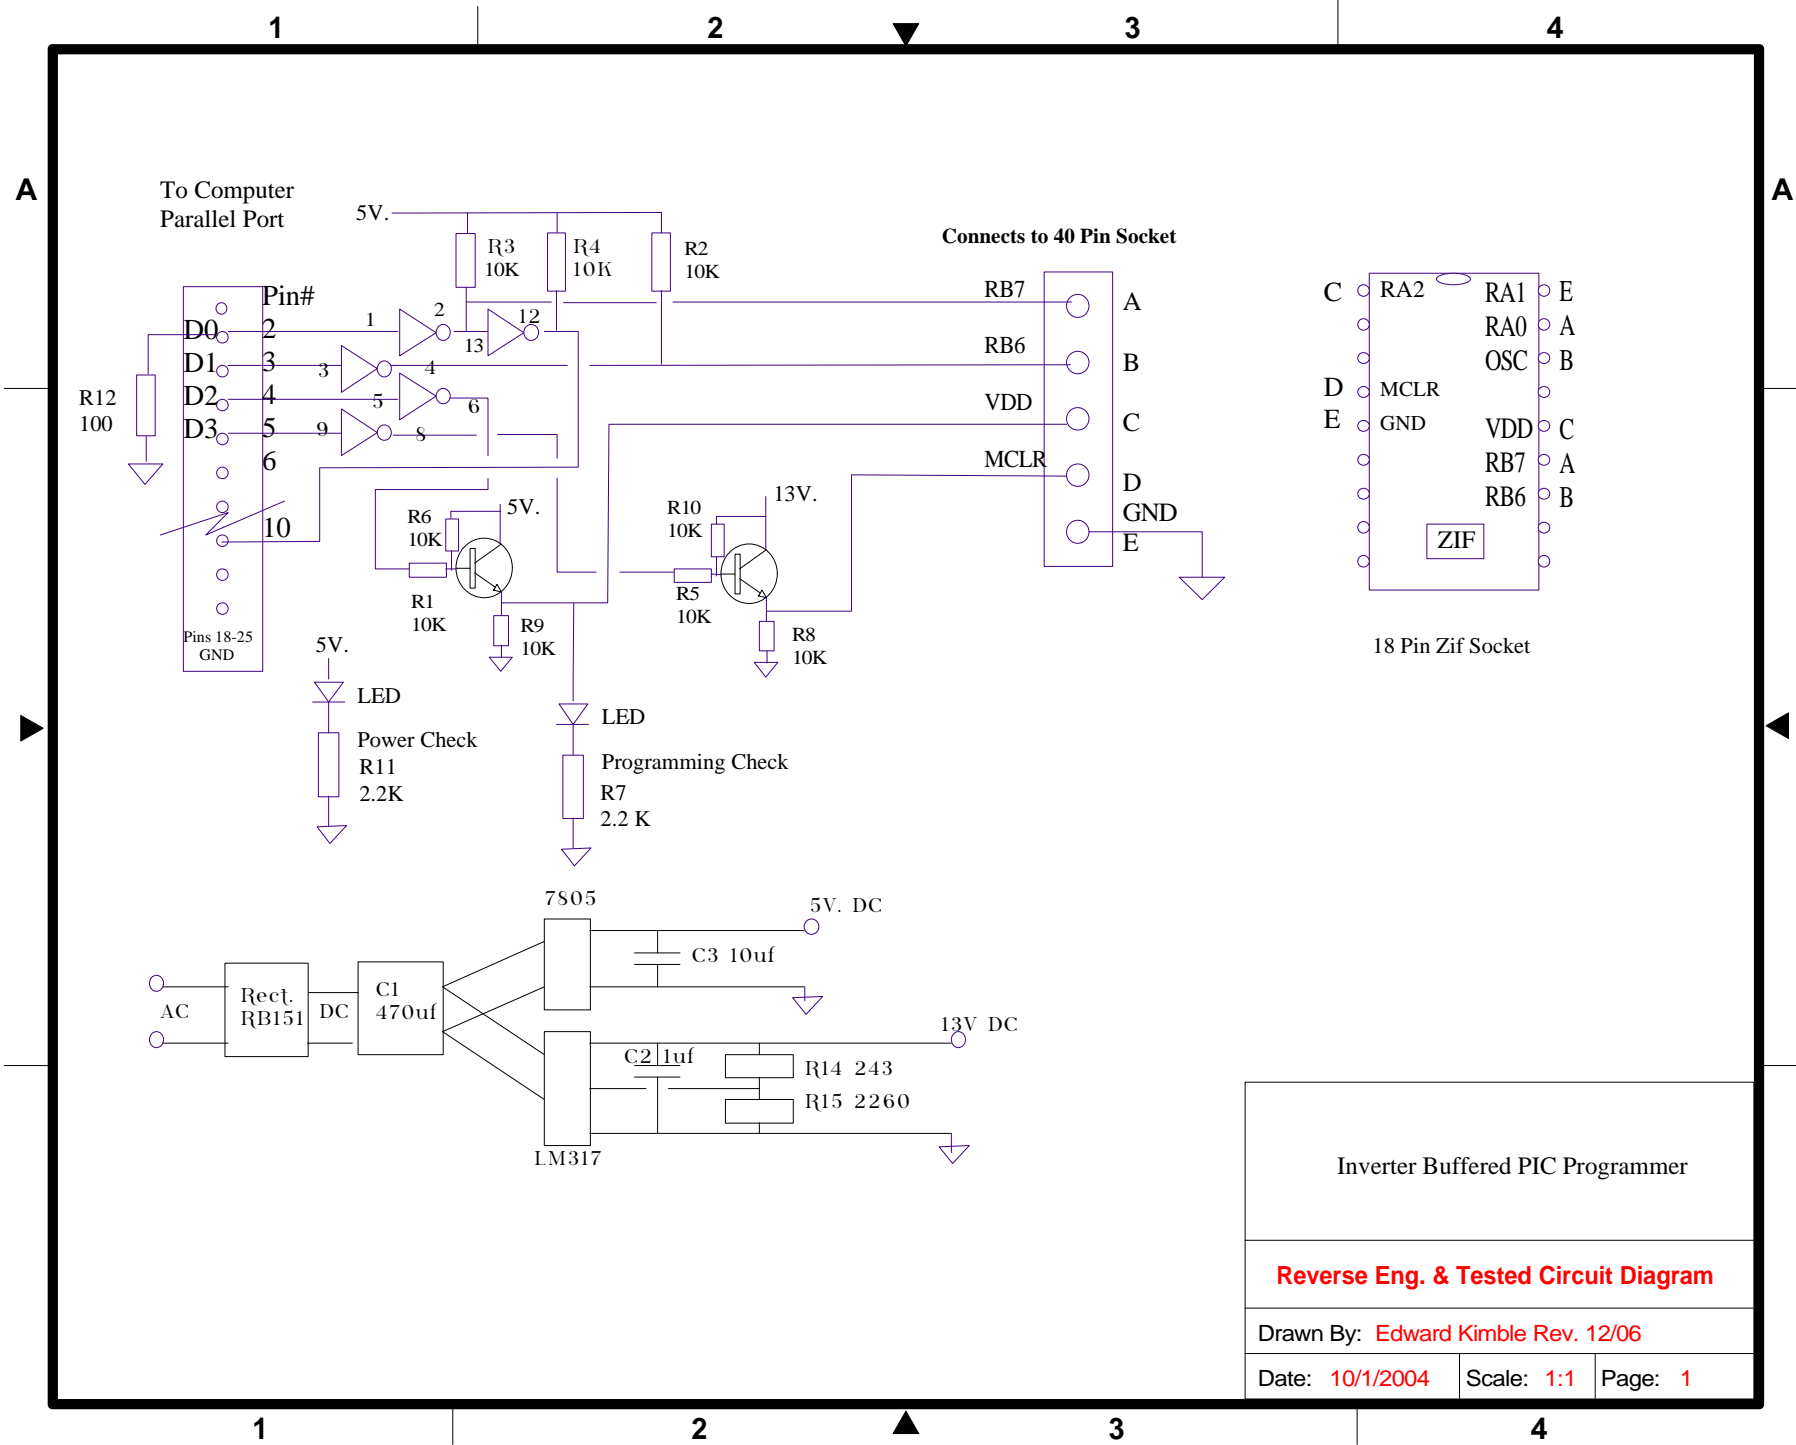 1
2
3
4
A
A
To Computer
Parallel Port
5V.
R3
10K
R4
10K
R2
10K
Connects to 40 Pin Socket
Pin#
D0 2
D1 3
D2 4
D3 5
6
10
Pins 18-25
GND
R12
100
1
2
13
12
3
4
5
6
9
8
RB7
A
RB6
B
VDD
C
MCLR
D
GND
E
C
RA2
RA1 E
RA0 A
OSC B
D
MCLR
E
GND
VDD C
RB7 A
RB6 B
ZIF
18 Pin Zif Socket
R6
10K
5V.
R1
10K
R9
10K
R10
10K
13V.
R5
10K
R8
10K
5V.
LED
Power Check
R11
2.2K
LED
Programming Check
R7
2.2 K
7805
5V. DC
C3 10uf
AC
Rect.
RB151
DC
C1
470uf
13V DC
C2 1uf
R14 243
R15 2260
LM317
Inverter Buffered PIC Programmer
Reverse Eng. & Tested Circuit Diagram
Drawn By: Edward Kimble Rev. 12/06
Date: 10/1/2004 Scale: 1:1 Page: 1
1
2
3
4